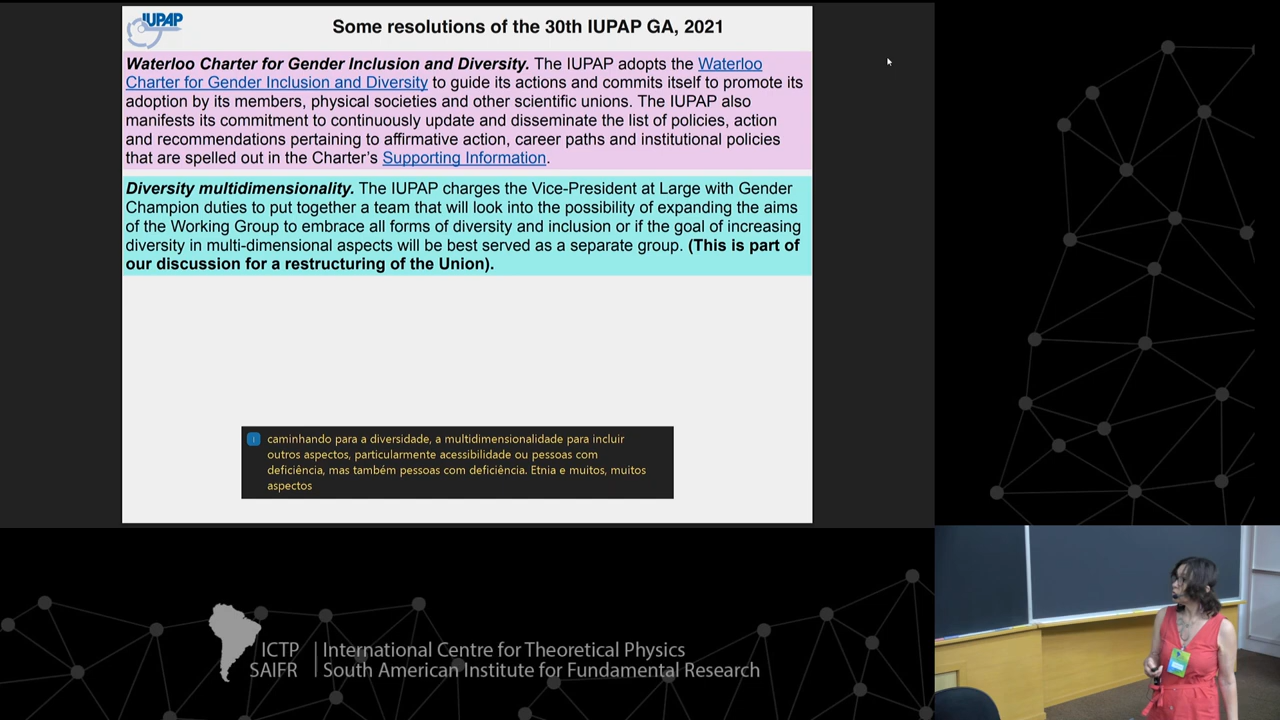 IUPAP
Some resolutions of the 30th IUPAP GA, 2021
Waterloo Charter for Gender Inclusion and Diversity. The IUPAP adopts the Waterloo
Charter for Gender Inclusion and Diversity to guide its actions and commits itself to promote its
adoption by its members, physical societies and other scientific unions. The IUPAP also
manifests its commitment to continuously update and disseminate the list of policies, action
and recommendations pertaining to affirmative action, career paths and institutional policies
that are spelled out in the Charter's Supporting Information.
Diversity multidimensionality. The IUPAP charges the Vice-President at Large with Gender
Champion duties to put together a team that will look into the possibility of expanding the aims
of the Working Group to embrace all forms of diversity and inclusion or if the goal of increasing
diversity in multi-dimensional aspects will be best served as a separate group. (This is part of
our discussion for a restructuring of the Union).
caminhando para a diversidade, a multidimensionalidade para incluir
outros aspectos, particularmente acessibilidade ou pessoas com
deficiência, mas também pessoas com deficiência. Etnia e muitos, muitos
aspectos
ICTP
SAIFR
International Centre for Theoretical Physics
South American Institute for Fundamental Research